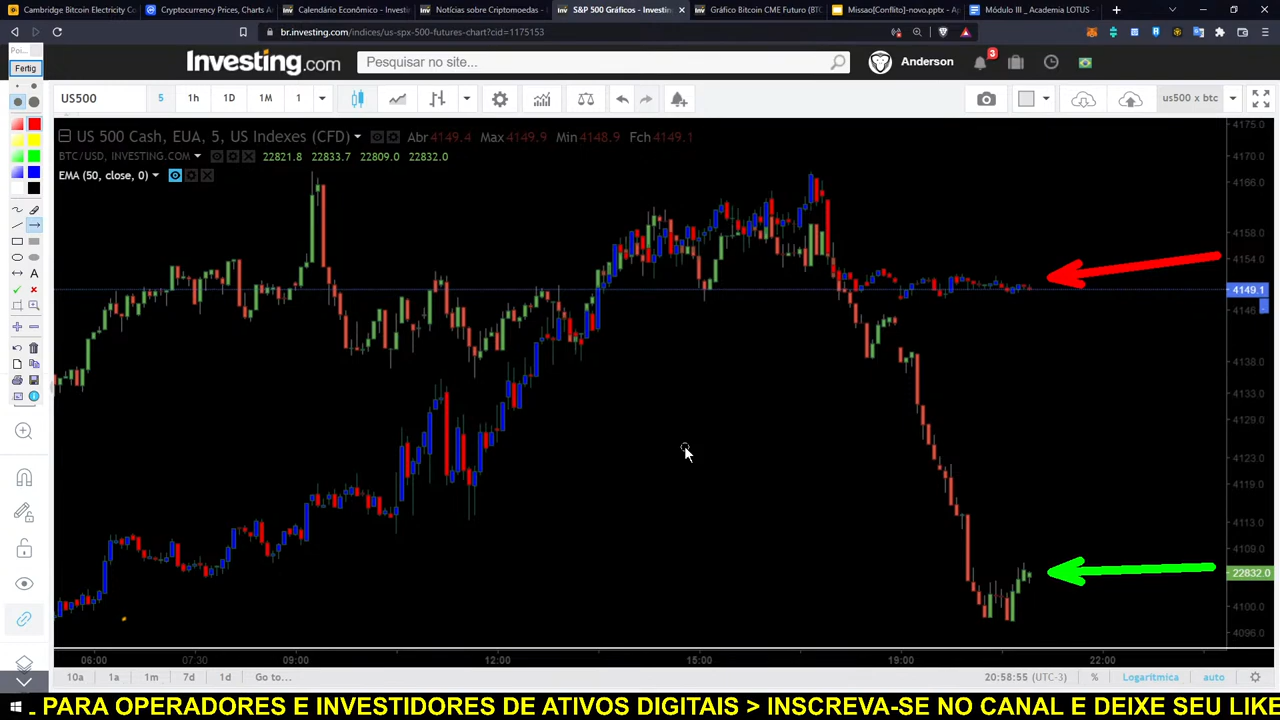 Cambridge Bitcoin Electricity C
Cryptocurrency Prices, Charts A
Calendário Econômico - Investi
Notícias sobre Criptomoedas - I
S&P 500 Gráficos - Investin
Gráfico Bitcoin CME Futuro (BTC
Missao[Conflito]-novo.pptx - Ap
Módulo III _ Academia LOTUS -
br.investing.com/indices/us-spx-500-futures-chart?cid=1175153
Fertig
Investing.com
Pesquisar no site...
Anderson
3
US500
5
1h
1D
1M
1
us500 x btc
US 500 Cash, EUA, 5, US Indexes (CFD)
Abr 4149.4 Max 4149.9 Min 4148.9 Fch 4149.1
BTC/USD, INVESTING.COM
22821.8 22833.7 22809.0 22832.0
EMA (50, close, 0)
A
4175.0
4170.0
4166.0
4158.0
4154.0
4149.1
4146
4138.0
4133.0
4129.0
4123.0
4119.0
4113.0
4109.0
22832.0
4100.0
4096.0
06:00 07:30 09:00 12:00 15:00 19:00 22:00
10a 1a 1m 7d 1d Go to...
20:58:55 (UTC-3) % Logarítmica auto
PARA OPERADORES E INVESTIDORES DE ATIVOS DIGITAIS > INSCREVA-SE NO CANAL E DEIXE SEU LIKE